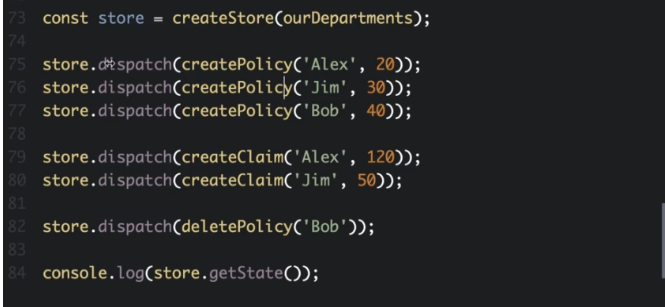 73 const store = createStore(ourDepartments);
74
75 store.dispatch(createPolicy('Alex', 20));
76 store.dispatch(createPolicy('Jim', 30));
77 store.dispatch(createPolicy('Bob', 40));
78
79 store.dispatch(createClaim('Alex', 120));
80 store.dispatch(createClaim('Jim', 50));
81
82 store.dispatch(deletePolicy('Bob'));
83
84 console.log(store.getState());